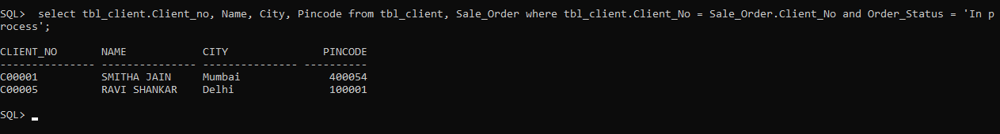 SQL>  select tbl_client.Client_no, Name, City, Pincode from tbl_client, Sale_Order where tbl_client.Client_No = Sale_Order.Client_No and Order_Status = 'In p
rocess';
CLIENT_NO       NAME            CITY               PINCODE
--------------- --------------- --------------- ----------
C00001          SMITHA JAIN     Mumbai              400054
C00005          RAVI SHANKAR    Delhi               100001
SQL>